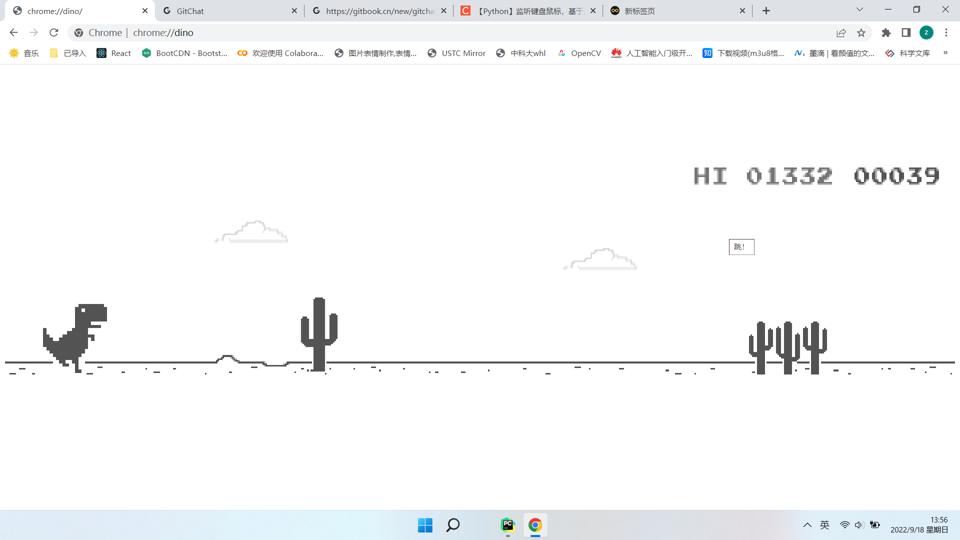 chrome://dino/
GitChat
https://gitbook.cn/new/gitcha
【Python】监听键盘鼠标，基于
新标签页
Chrome | chrome://dino
音乐
已导入
React
BootCDN - Bootst...
欢迎使用 Colabora...
图片表情制作,表情...
USTC Mirror
中科大whl
OpenCV
人工智能入门级开...
下载视频(m3u8格...
墨滴 | 看颜值的文...
科学文库
»
HI 01332 00039
跳!
英
13:56
2022/9/18 星期日